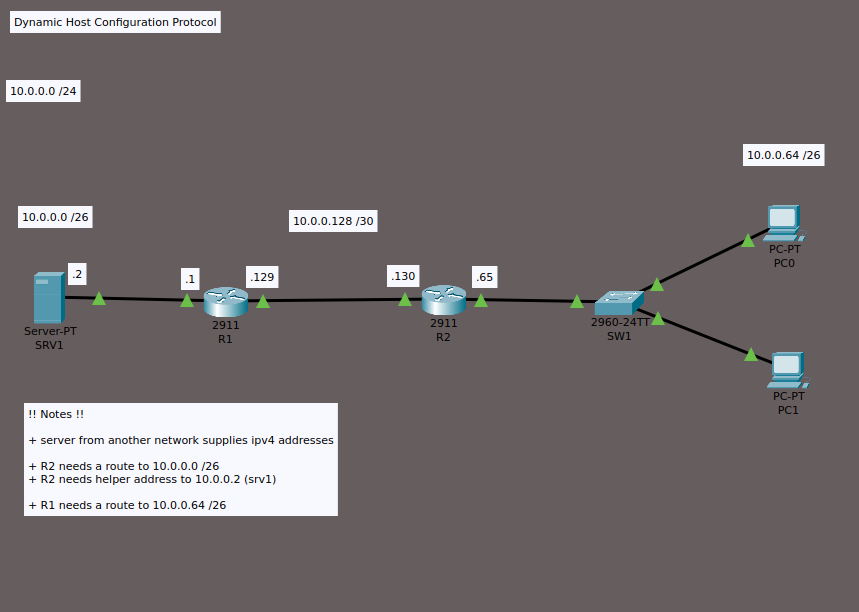 Dynamic Host Configuration Protocol
10.0.0.0 /24
10.0.0.64 /26
10.0.0.0 /26
10.0.0.128 /30
.2
.1
.129
.130
.65
Server-PT
SRV1
2911
R1
2911
R2
2960-24TT
SW1
PC-PT
PC0
PC-PT
PC1
!! Notes !!
+ server from another network supplies ipv4 addresses
+ R2 needs a route to 10.0.0.0 /26
+ R2 needs helper address to 10.0.0.2 (srv1)
+ R1 needs a route to 10.0.0.64 /26